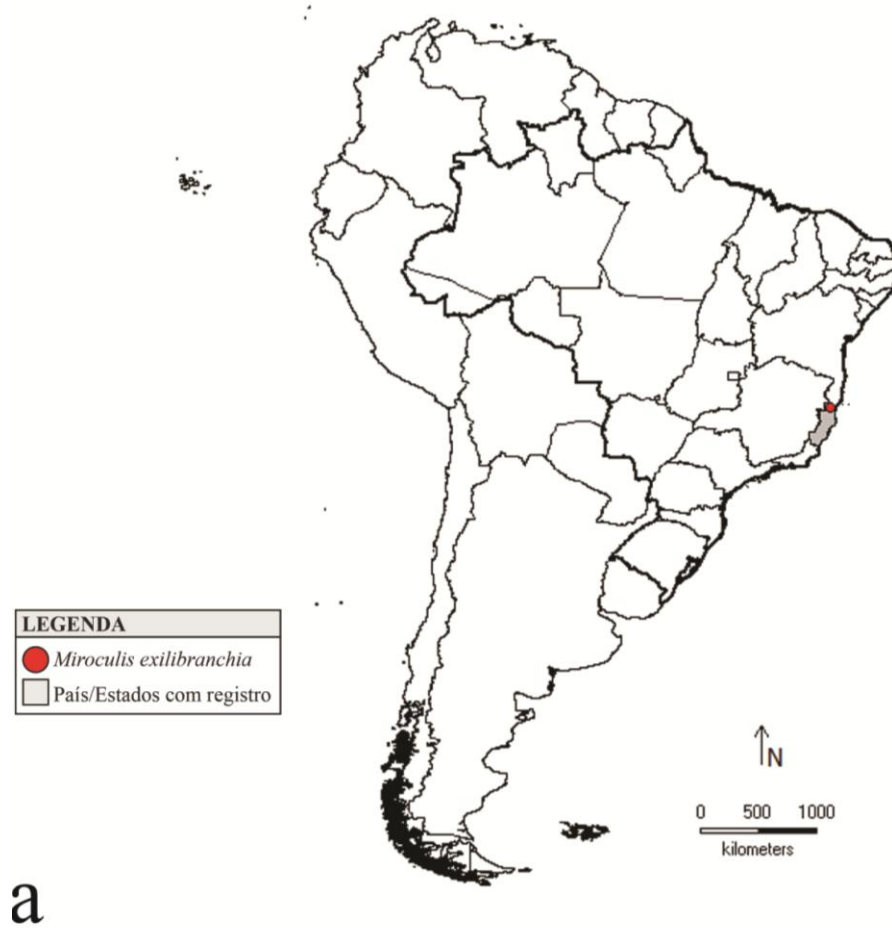 LEGENDA
Miroculis exilibranchia
País/Estados com registro
N
0 500 1000
kilometers
a